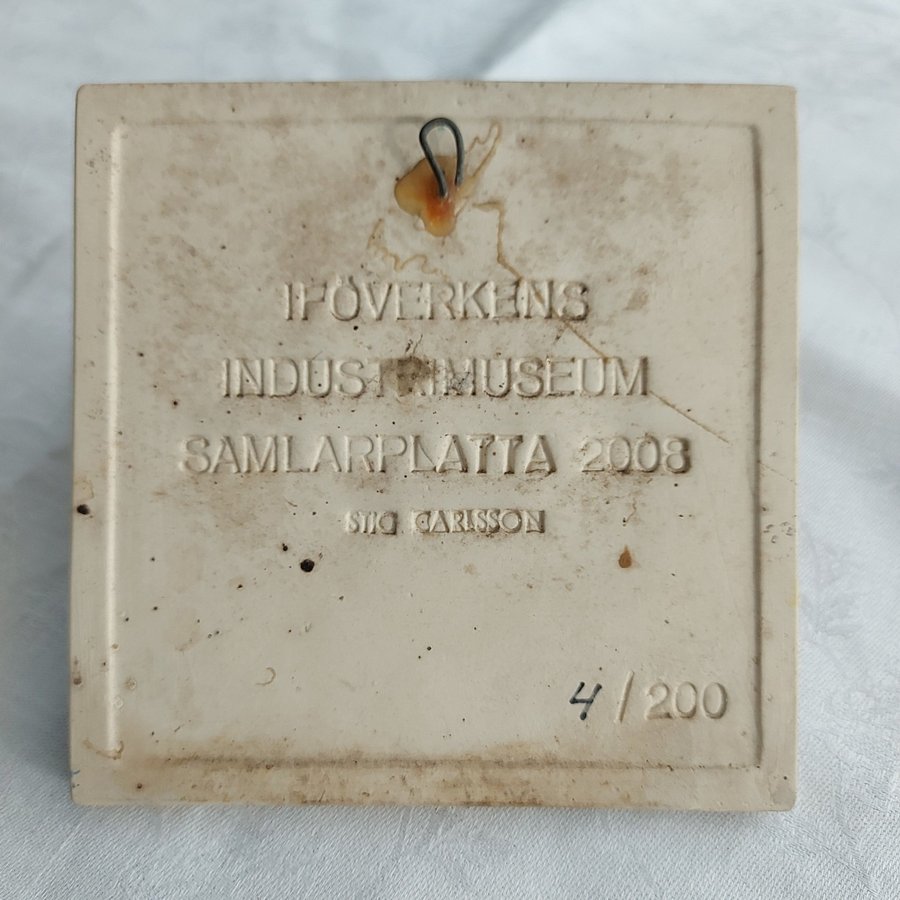 IFÖVERKENS
INDUSTRIMUSEUM
SAMLARPLATTA 2008
STIG CARLSSON
4/200